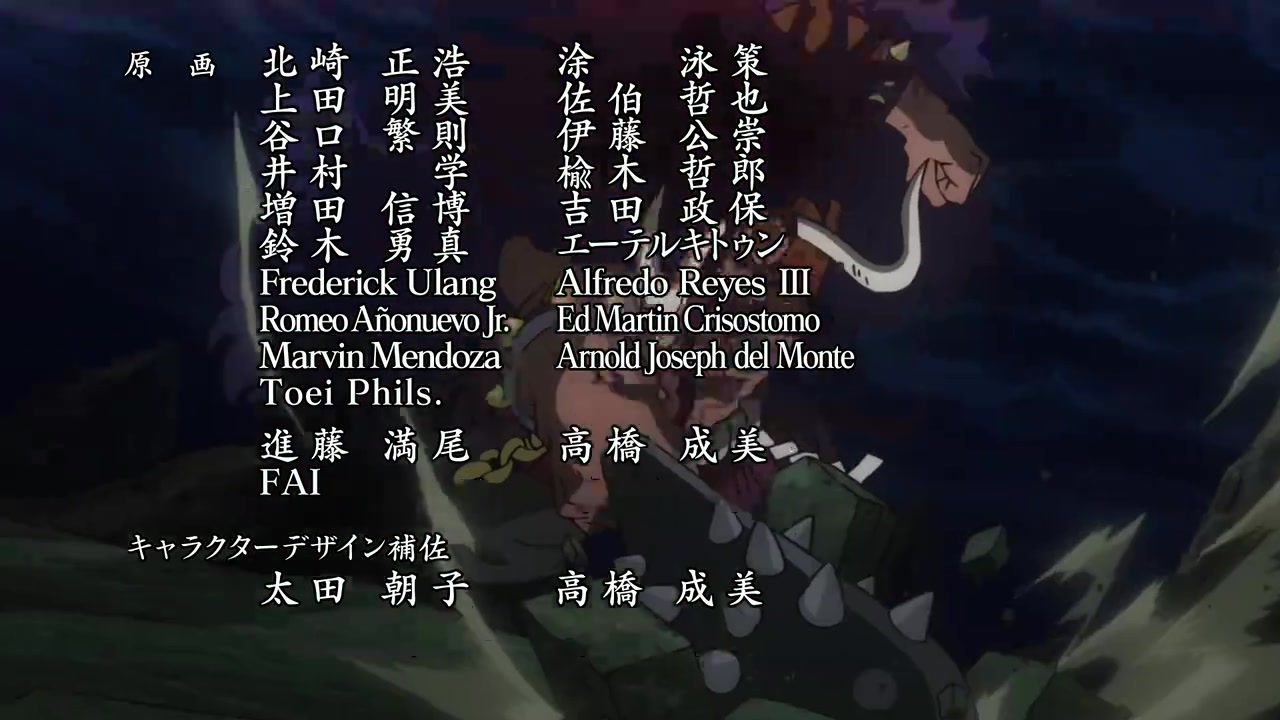 原画 北崎正浩 涂泳策
上田明美 佐伯哲也
谷口繁則 伊藤公崇
井村学 楡木哲郎
増田信博 吉田政保
鈴木勇真 エーテルキトゥン
Frederick Ulang Alfredo Reyes III
Romeo Añonuevo Jr. Ed Martin Crisostomo
Marvin Mendoza Arnold Joseph del Monte
Toei Phils.
進藤満尾 高橋成美
FAI
キャラクターデザイン補佐
太田朝子 高橋成美